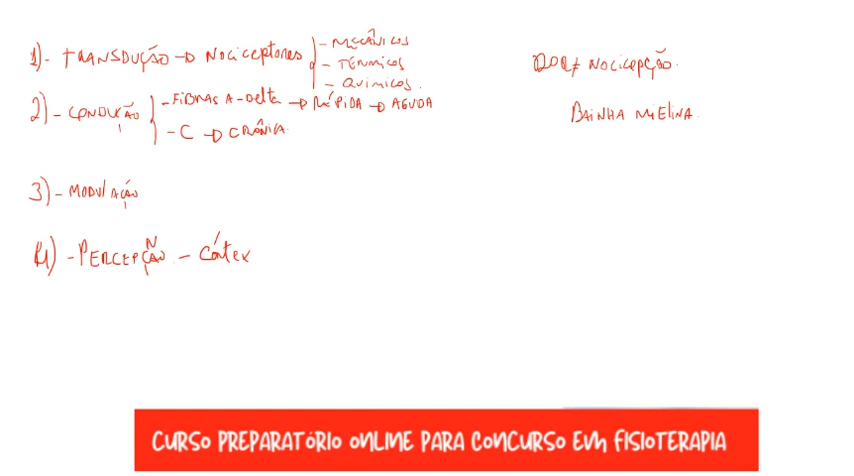 1)- TRANSDUÇÃO → NOCICEPTORES
- MECÂNICOS
- TÉRMICOS
- QUÍMICOS.
2)- CONDUÇÃO
- FIBRAS A-Delta → RÁPIDA → AGUDA
- C → CRÔNICA.
3)- MODULAÇÃO
4)- PERCEPÇÃO - CÓRTEX
DOR ≠ NOCICEPÇÃO.
BAINHA MIELINA.
CURSO PREPARATÓRIO ONLINE PARA CONCURSO EM FISIOTERAPIA